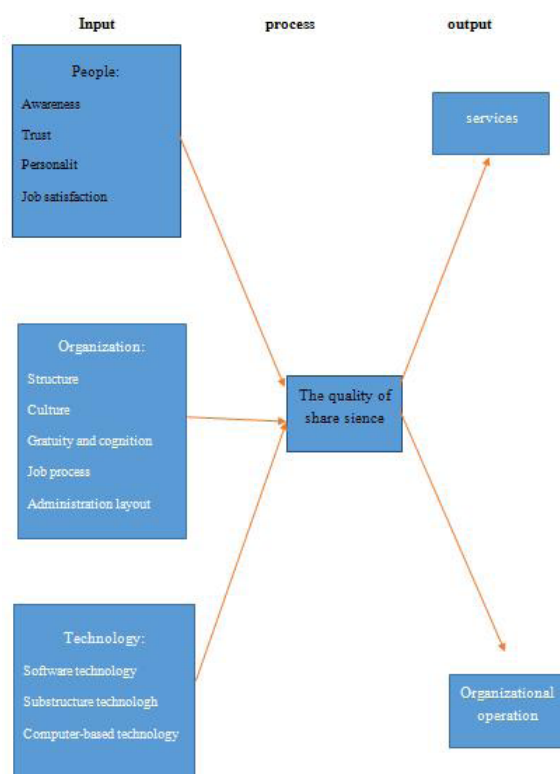 Input process output
People:
Awareness
Trust
Personalit
Job satisfaction
services
Organization:
Structure
Culture
Gratuity and cognition
Job process
Administration layout
The quality of
share sience
Technology:
Software technology
Substructure technologh
Computer-based technology
Organizational
operation